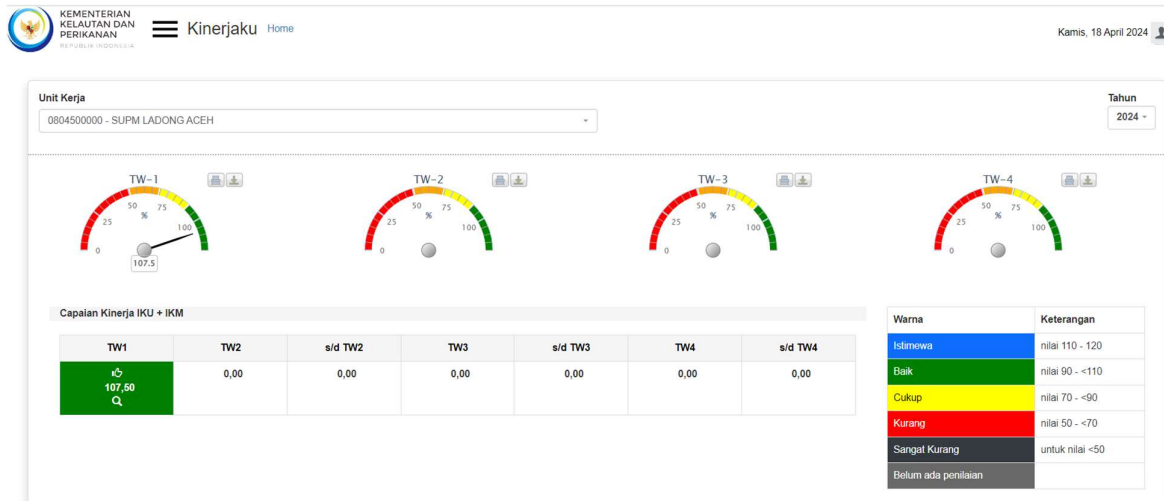 KEMENTERIAN
KELAUTAN DAN
PERIKANAN
REPUBLIK INDONESIA
Kinerjaku Home
Kamis, 18 April 2024
Unit Kerja
Tahun
0804500000 - SUPM LADONG ACEH
2024
TW-1
0
25
50
75
100
%
107.5
TW-2
0
25
50
75
100
%
TW-3
0
25
50
75
100
%
TW-4
0
25
50
75
100
%
Capaian Kinerja IKU + IKM
TW1 TW2 s/d TW2 TW3 s/d TW3 TW4 s/d TW4
107,50 0,00 0,00 0,00 0,00 0,00 0,00
Warna Keterangan
Istimewa nilai 110 - 120
Baik nilai 90 - <110
Cukup nilai 70 - <90
Kurang nilai 50 - <70
Sangat Kurang untuk nilai <50
Belum ada penilaian